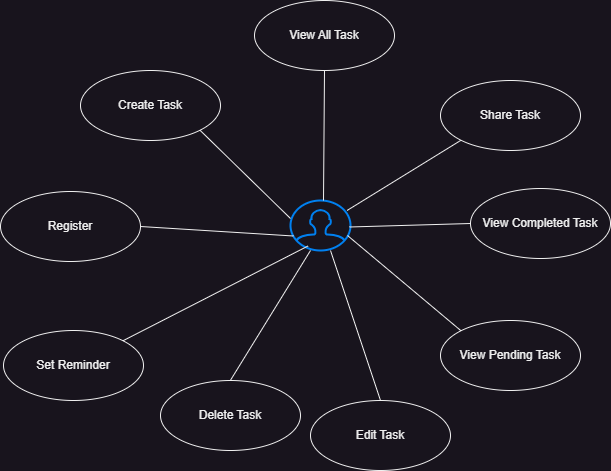 View All Task
Create Task
Share Task
Register
View Completed Task
View Pending Task
Set Reminder
Delete Task
Edit Task